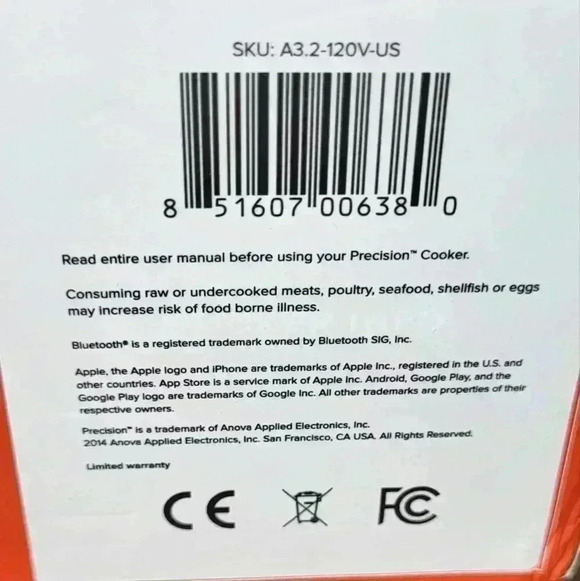 SKU: A3.2-120V-US
8 51607 00638 0
Read entire user manual before using your Precision™ Cooker.
Consuming raw or undercooked meats, poultry, seafood, shellfish or eggs
may increase risk of food borne illness.
Bluetooth® is a registered trademark owned by Bluetooth SIG, Inc.
Apple, the Apple logo and iPhone are trademarks of Apple Inc., registered in the U.S. and
other countries. App Store is a service mark of Apple Inc. Android, Google Play, and the
Google Play logo are trademarks of Google Inc. All other trademarks are properties of their
respective owners.
Precision™ is a trademark of Anova Applied Electronics, Inc.
2014 Anova Applied Electronics, Inc. San Francisco, CA USA. All Rights Reserved.
Limited warranty
CE FC